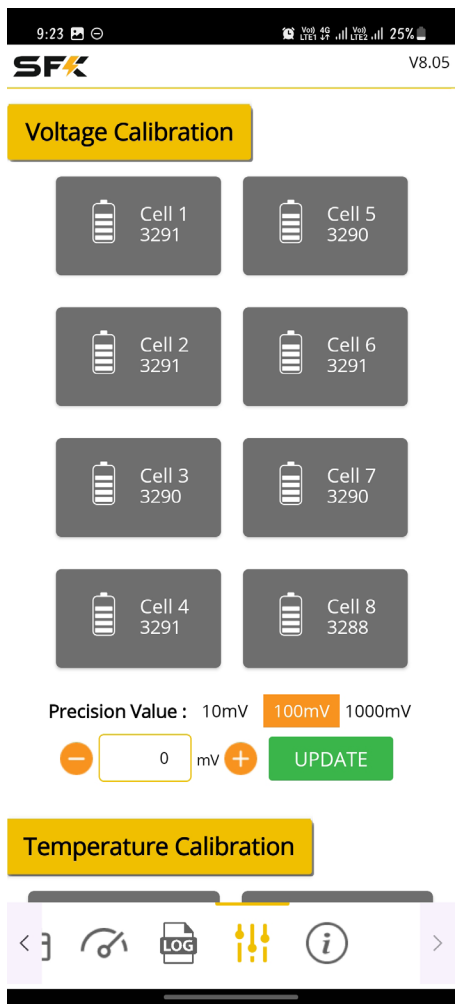 9:23 Vo)) LTE1 4G Vo)) LTE2 25%
SFK V8.05
Voltage Calibration
Cell 1
3291
Cell 5
3290
Cell 2
3291
Cell 6
3291
Cell 3
3290
Cell 7
3290
Cell 4
3291
Cell 8
3288
Precision Value : 10mV 100mV 1000mV
0 mV UPDATE
Temperature Calibration
LOG
i